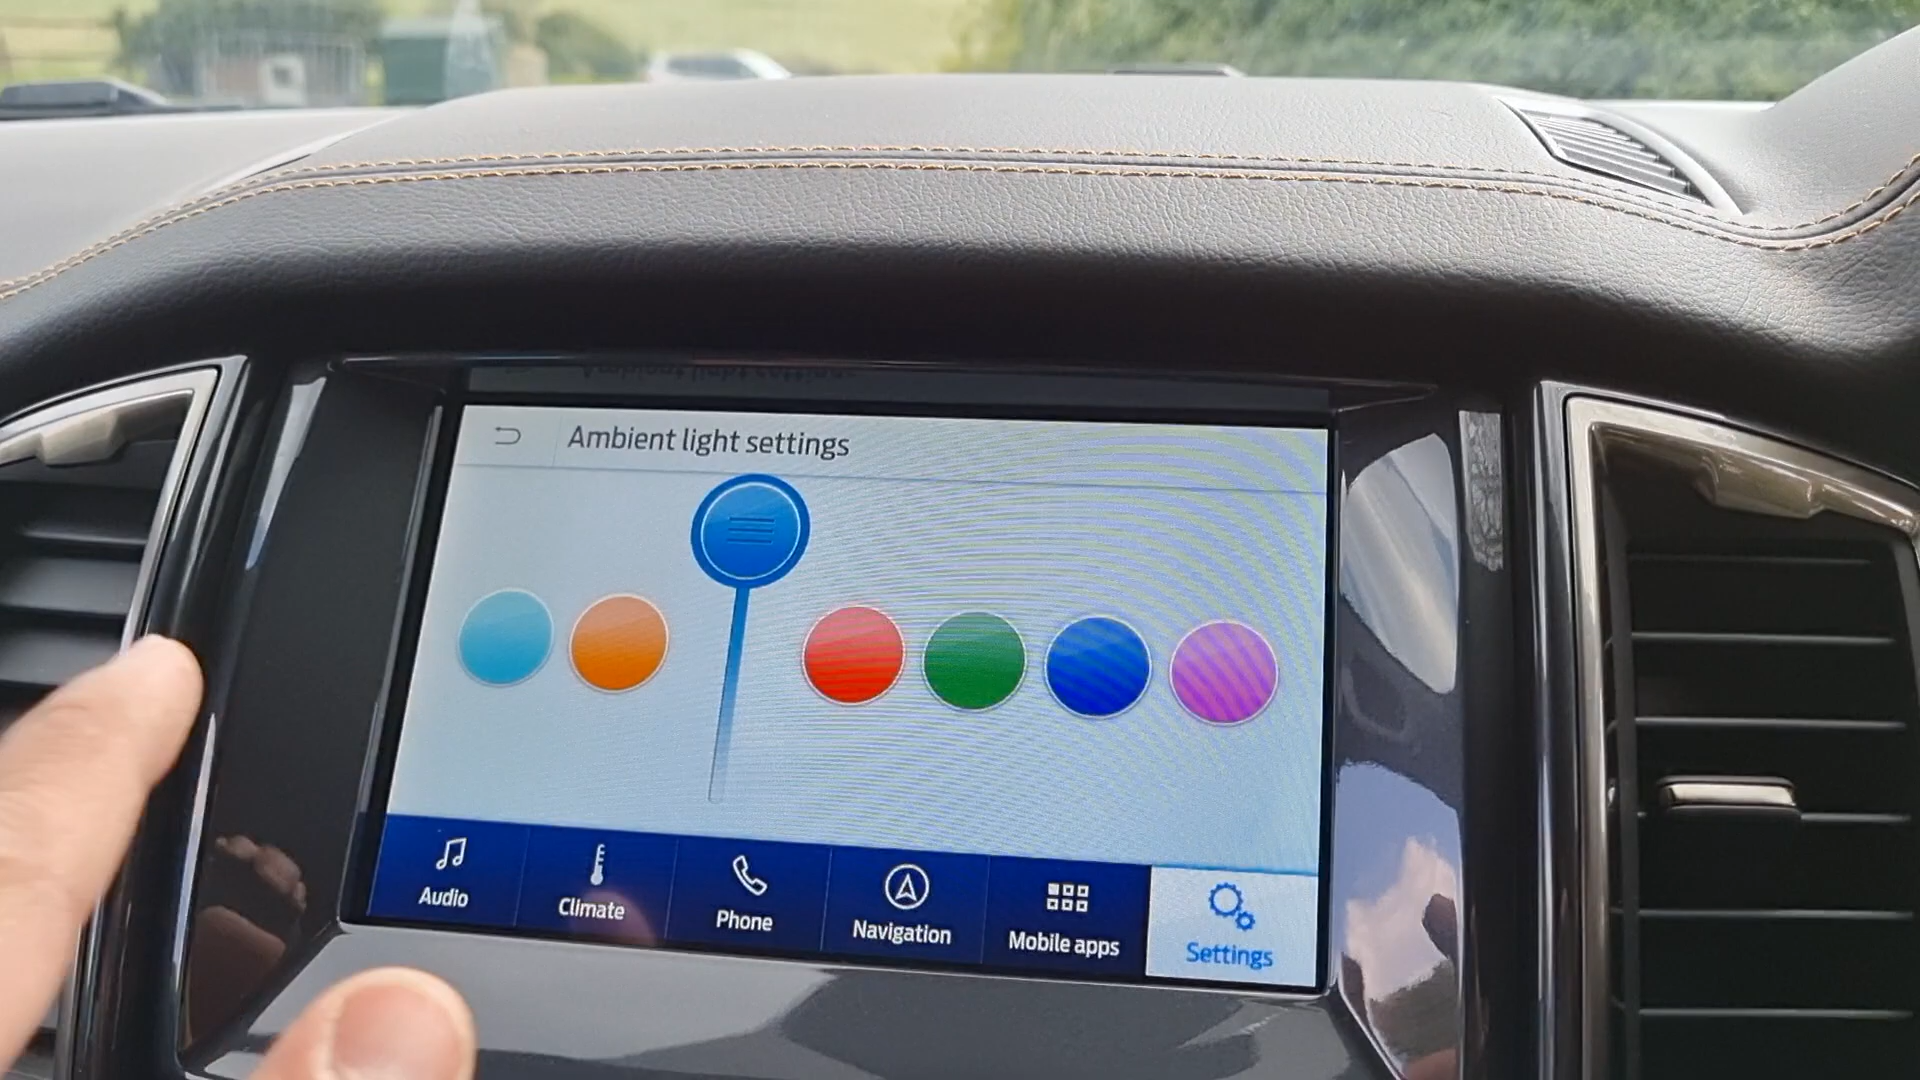 Ambient light settings
Audio
Climate
Phone
Navigation
Mobile apps
Settings